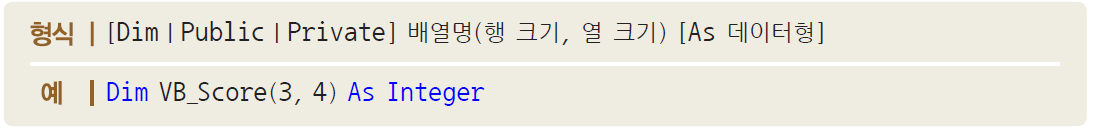 형식 | [Dim|Public|Private] 배열명(행 크기, 열 크기) [As 데이터형]
예 | Dim VB_Score(3, 4) As Integer